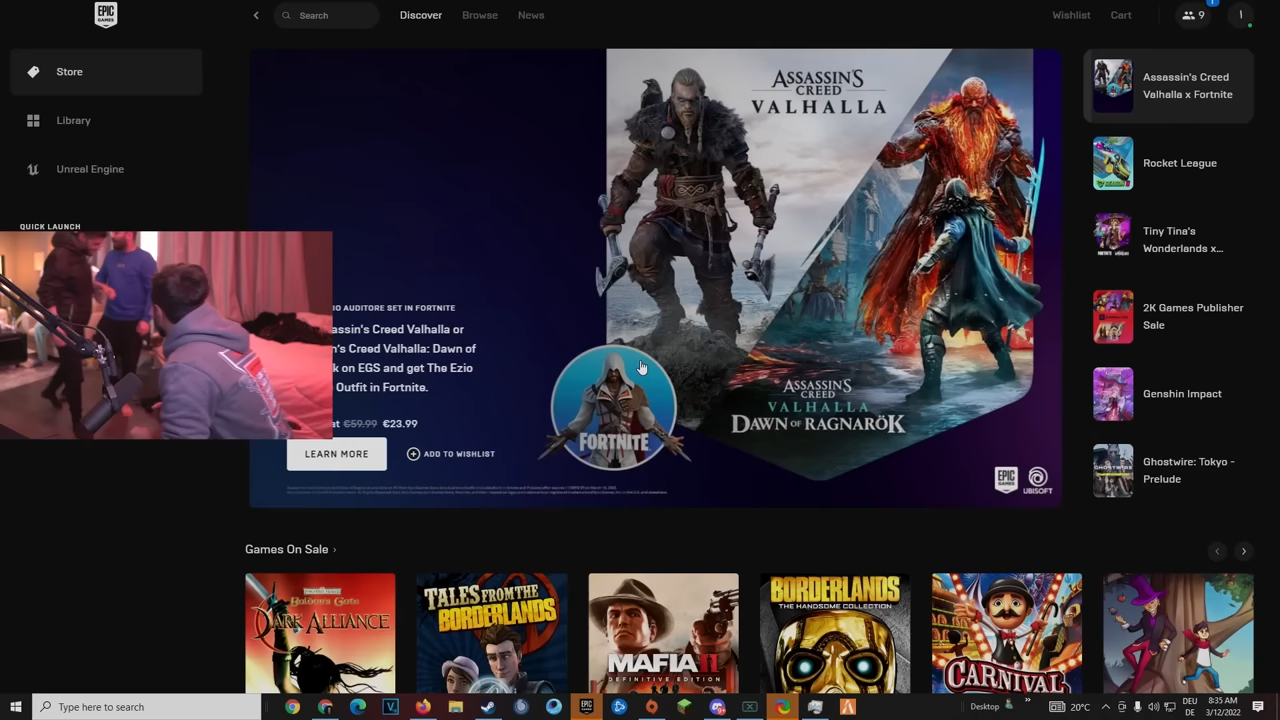 EPIC
GAMES
Search
Discover
Browse
News
Wishlist
Cart
9
1
Store
Library
Unreal Engine
QUICK LAUNCH
ASSASSIN'S
CREED
VALHALLA
IO AUDITORE SET IN FORTNITE
assin's Creed Valhalla or
n's Creed Valhalla: Dawn of
k on EGS and get The Ezio
Outfit in Fortnite.
at €59.99 €23.99
LEARN MORE
ADD TO WISHLIST
FORTNITE
ASSASSIN'S
CREED
VALHALLA
DAWN OF RAGNARÖK
EPIC
GAMES
UBISOFT
Assassin's Creed
Valhalla x Fortnite
Rocket League
Tiny Tina's
Wonderlands x...
2K Games Publisher
Sale
Genshin Impact
Ghostwire: Tokyo -
Prelude
Games On Sale
Baldur's Gate
DARK ALLIANCE
TALES FROM THE
BORDERLANDS
MAFIA II
DEFINITIVE EDITION
BORDERLANDS
THE HANDSOME COLLECTION
CARNIVAL
Type here to search
Desktop
20°C
DEU
DE
8:35 AM
3/12/2022